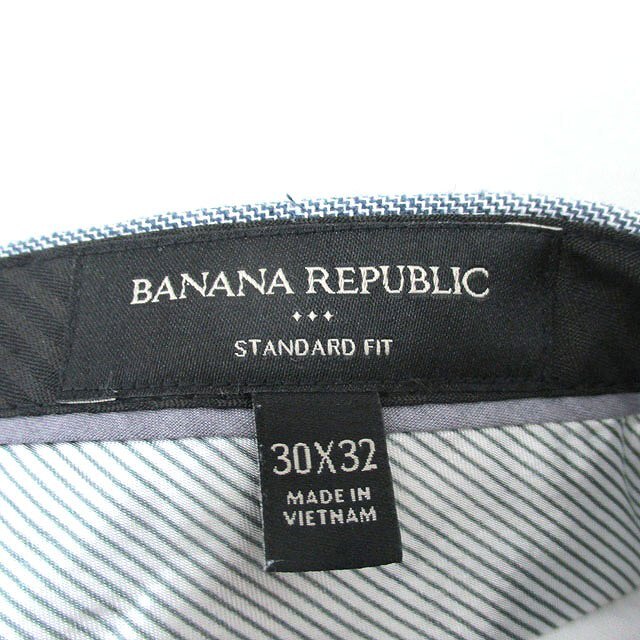 BANANA REPUBLIC
STANDARD FIT
30X32
MADE IN
VIETNAM